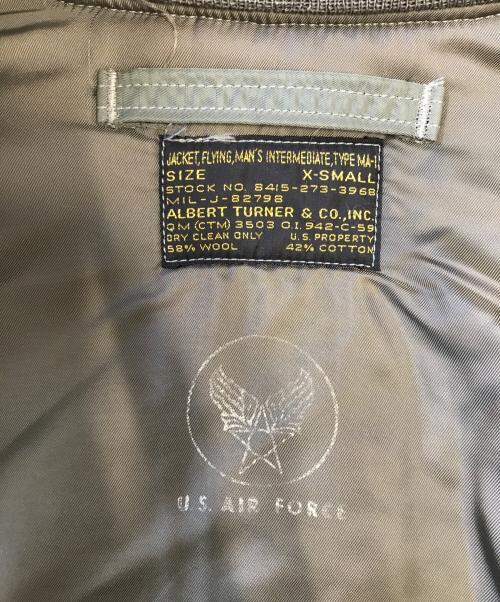 JACKET, FLYING, MAN'S INTERMEDIATE, TYPE MA-1
SIZE X-SMALL
STOCK NO. 8415-273-3968
MIL-J-82798
ALBERT TURNER & CO., INC.
QM (CTM) 3503 O.I. 942-C-59
DRY CLEAN ONLY U.S. PROPERTY
58% WOOL 42% COTTON
U.S. AIR FORCE